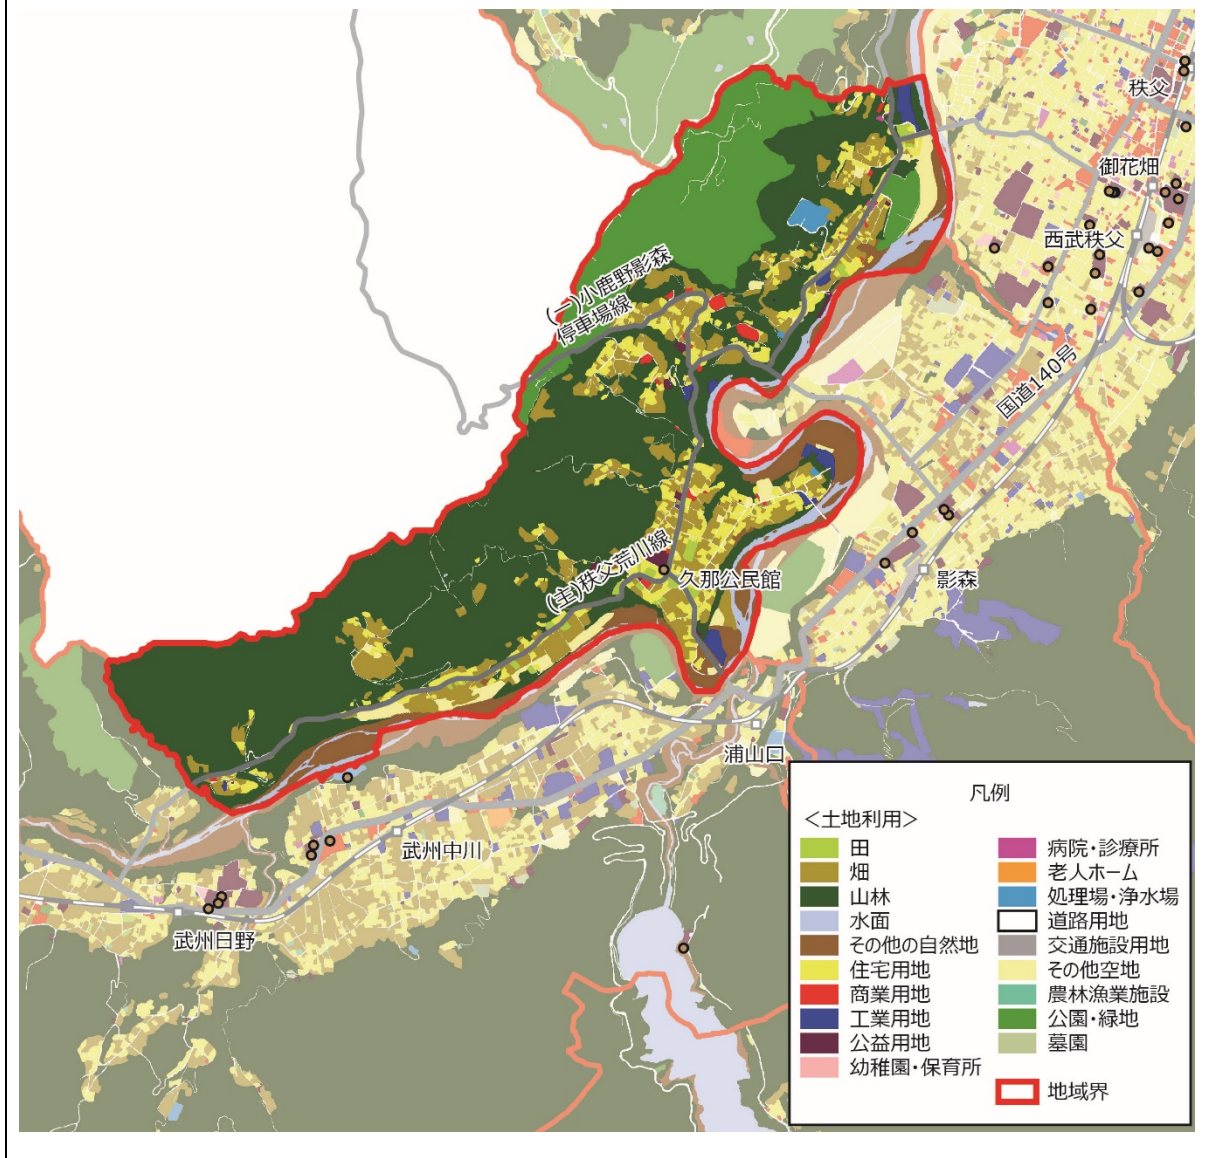 秩父
御花畑
西武秩父
(一)小鹿野影森
停車場線
国道140号
(主)秩父荒川線
久那公民館
影森
浦山口
武州中川
武州日野
凡例
<土地利用>
田
畑
山林
水面
その他の自然地
住宅用地
商業用地
工業用地
公益用地
幼稚園・保育所
病院・診療所
老人ホーム
処理場・浄水場
道路用地
交通施設用地
その他空地
農林漁業施設
公園・緑地
墓園
地域界